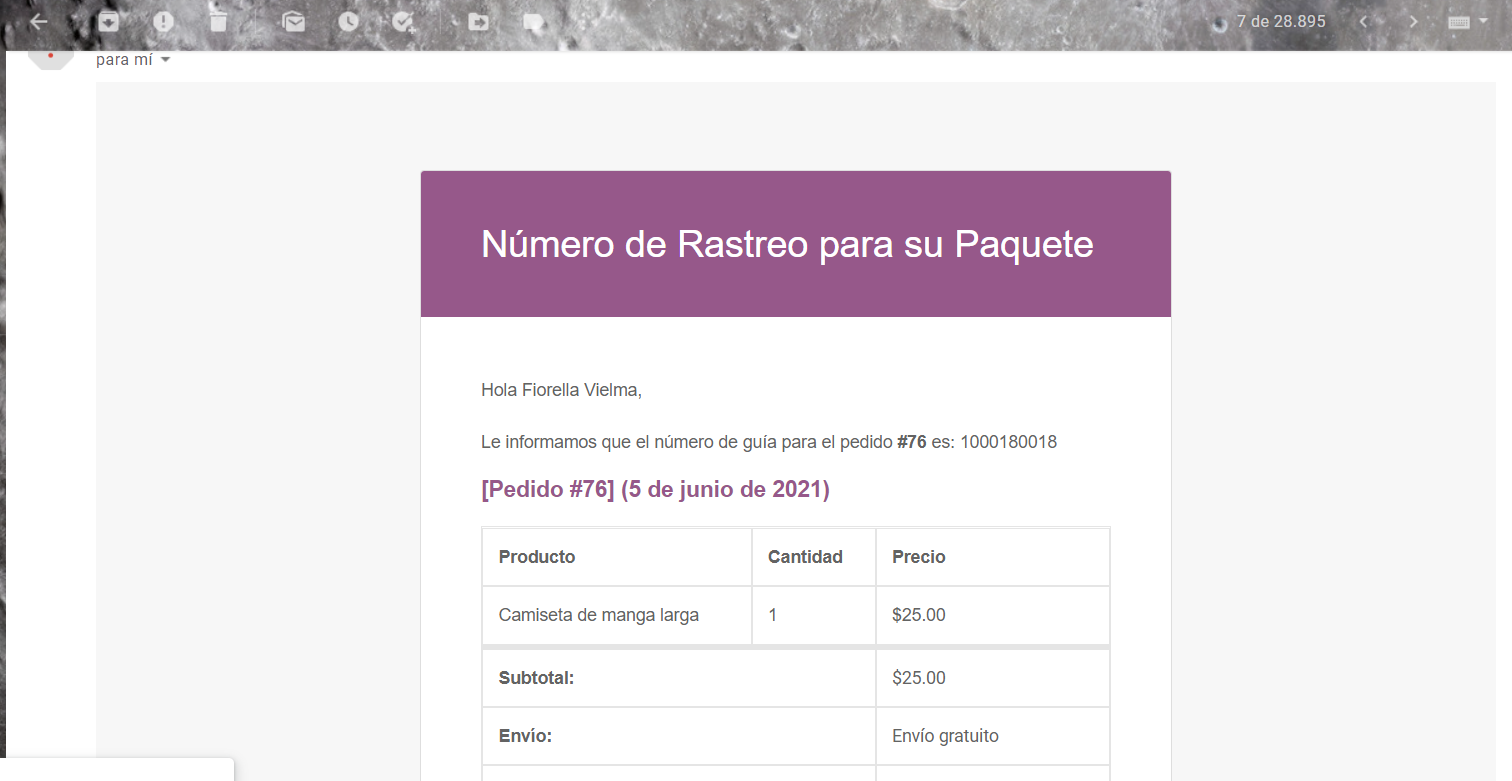 7 de 28.895
para mí
Número de Rastreo para su Paquete
Hola Fiorella Vielma,
Le informamos que el número de guía para el pedido #76 es: 1000180018
[Pedido #76] (5 de junio de 2021)
Producto Cantidad Precio
Camiseta de manga larga 1 $25.00
Subtotal: $25.00
Envío: Envío gratuito